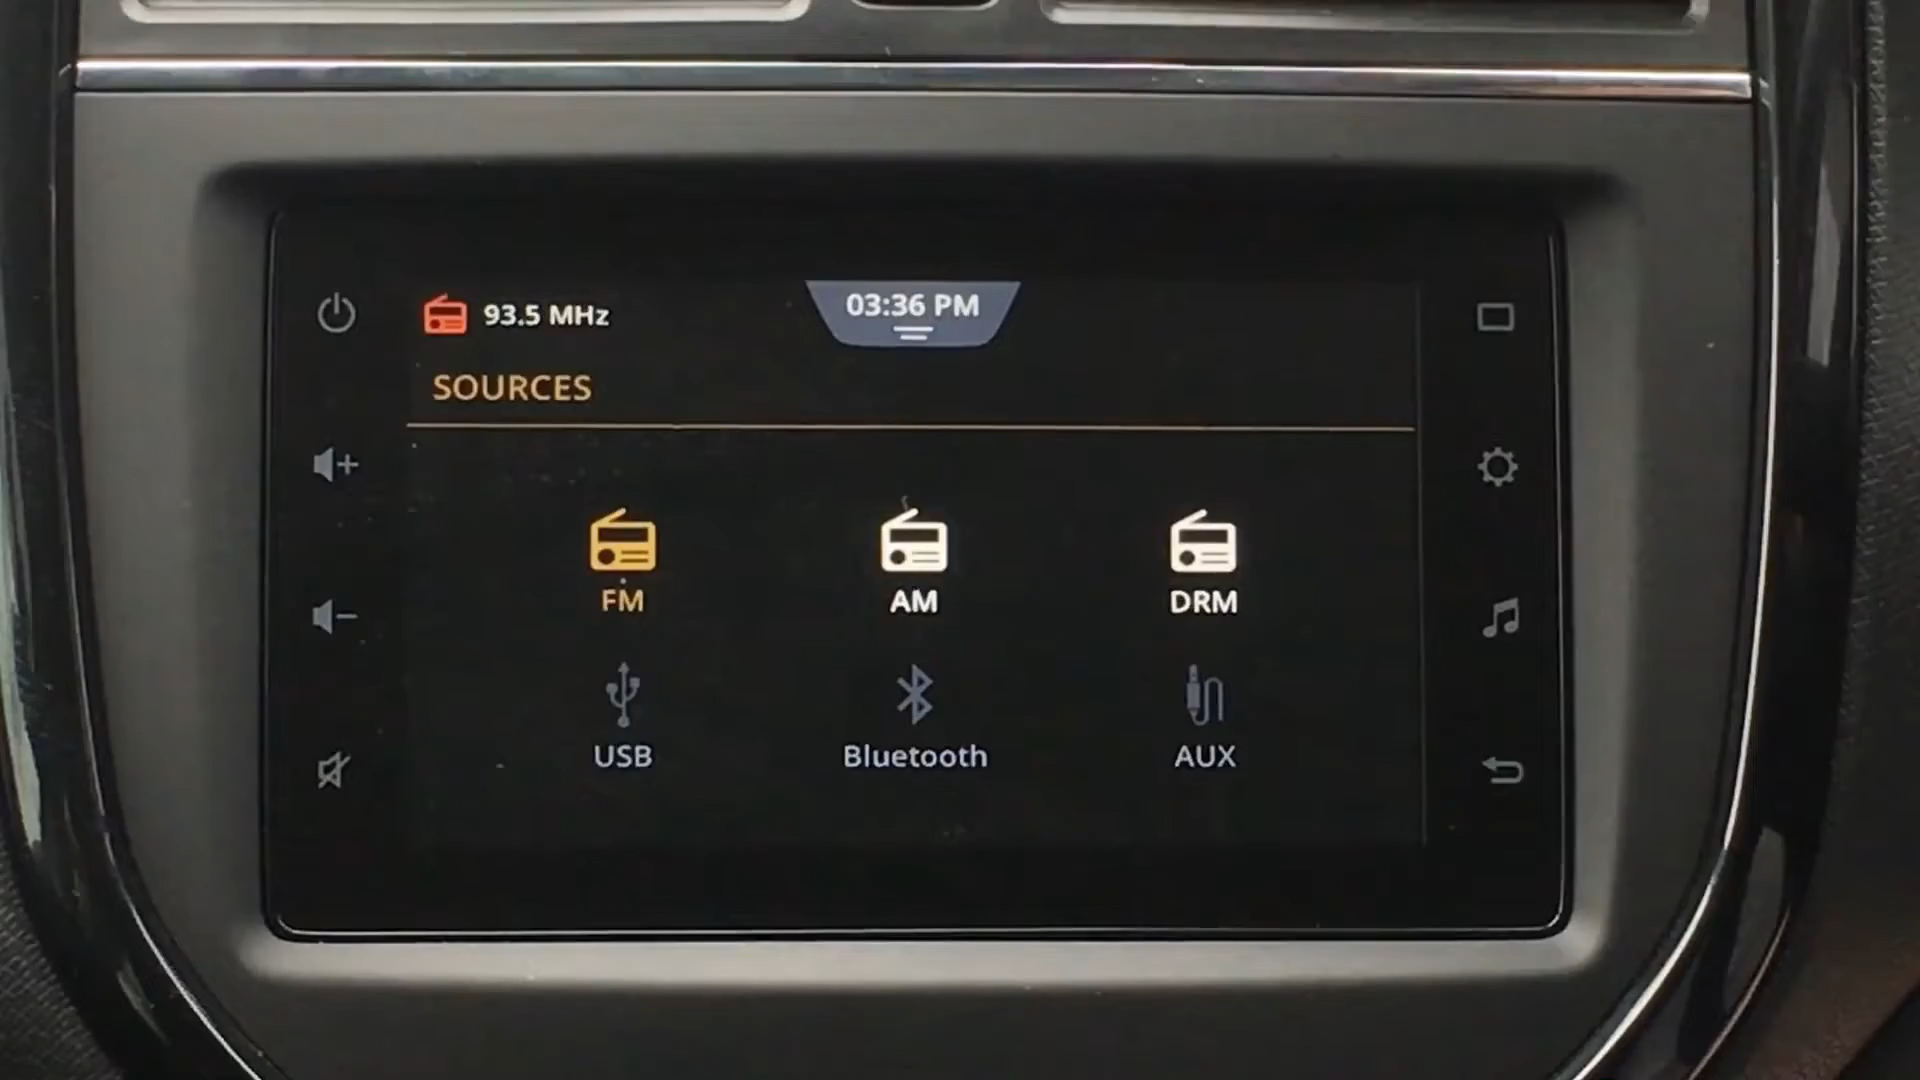 93.5 MHz
03:36 PM
SOURCES
FM
AM
DRM
USB
Bluetooth
AUX